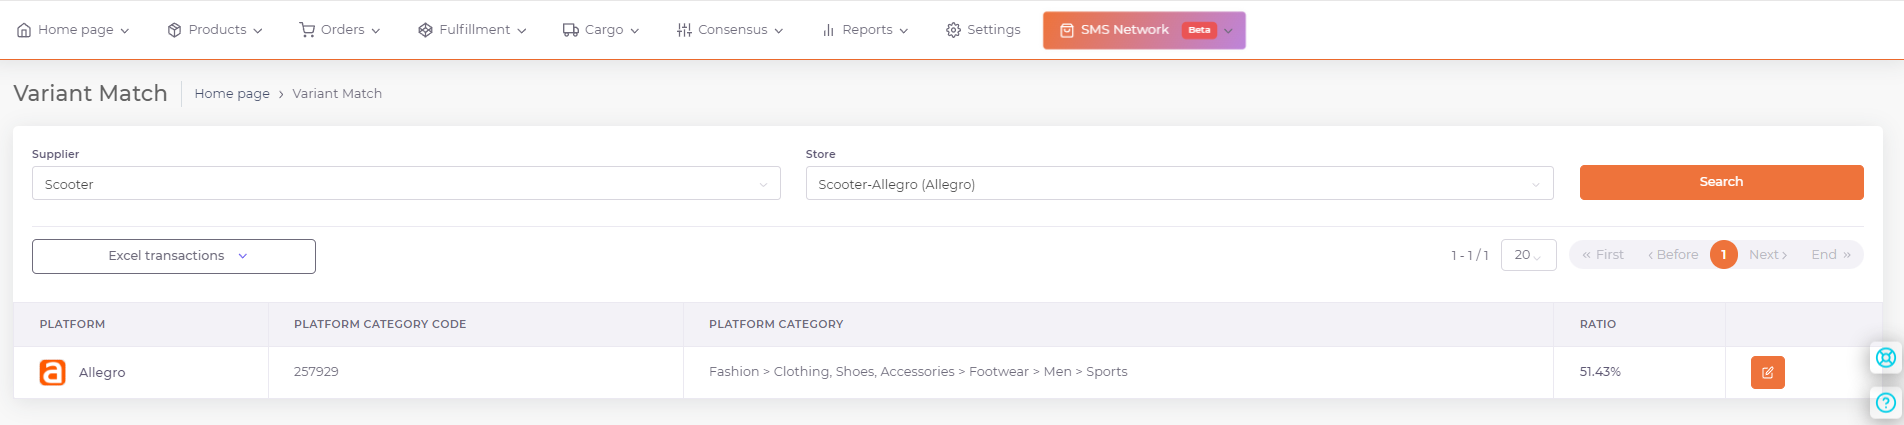 Home page Products Orders Fulfillment Cargo Consensus Reports Settings SMS Network Beta
Variant Match Home page > Variant Match
Supplier Store
Scooter Scooter-Allegro (Allegro) Search
Excel transactions 1 - 1 / 1 20 « First ‹ Before 1 Next › End »
PLATFORM PLATFORM CATEGORY CODE PLATFORM CATEGORY RATIO
a Allegro 257929 Fashion > Clothing, Shoes, Accessories > Footwear > Men > Sports 51.43%